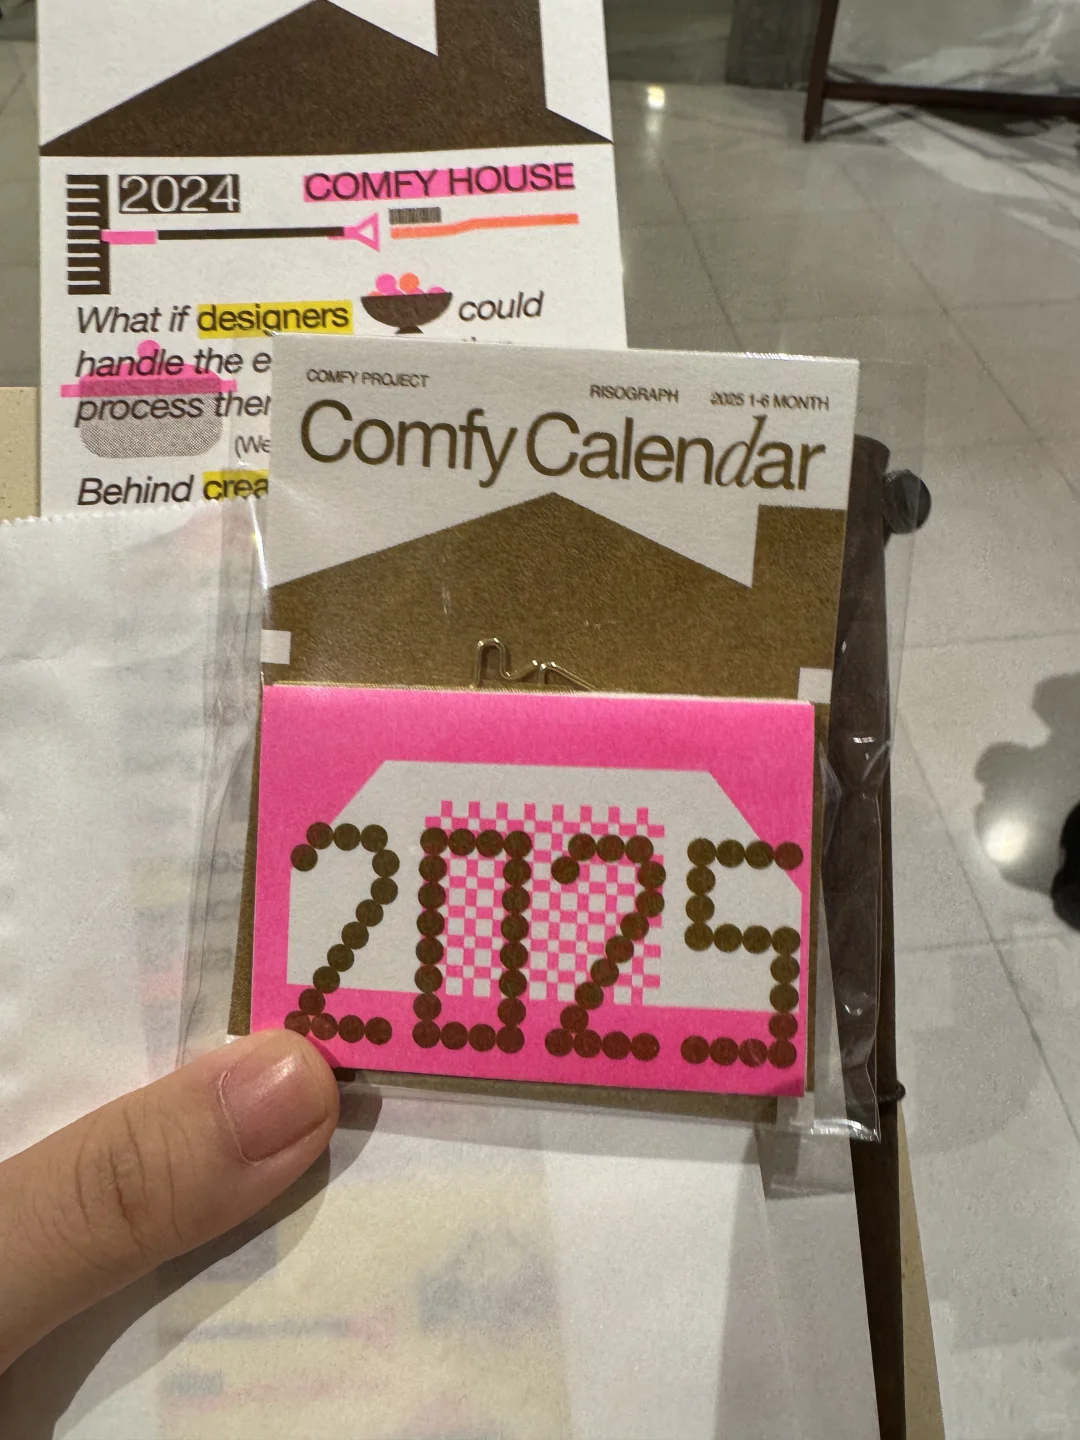 2024
COMFY HOUSE
What if designers could
handle the
process
Behind
COMFY PROJECT
RISOGRAPH
2025 1-6 MONTH
Comfy Calendar
2025